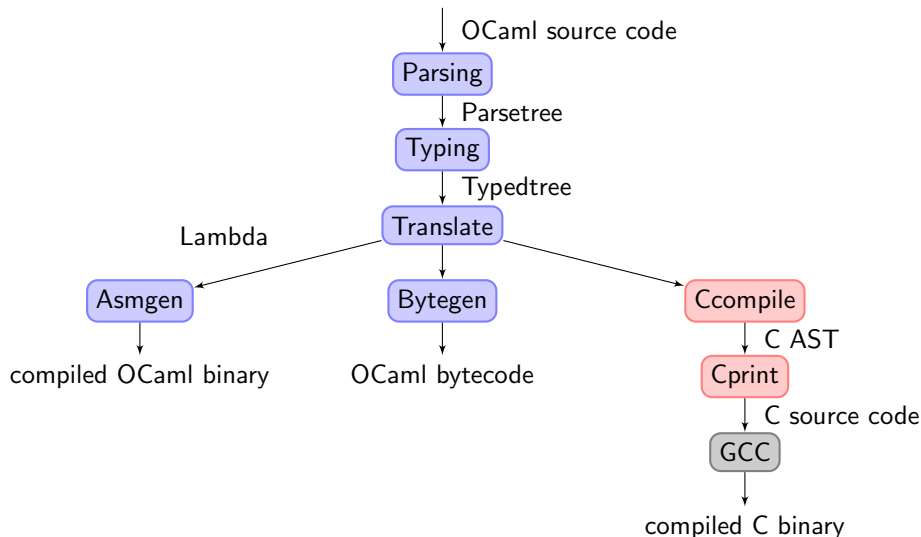 OCaml source code
Parsing
Parsetree
Typing
Typedtree
Translate
Lambda
Asmgen
Bytegen
Ccompile
C AST
compiled OCaml binary
OCaml bytecode
Cprint
C source code
GCC
compiled C binary